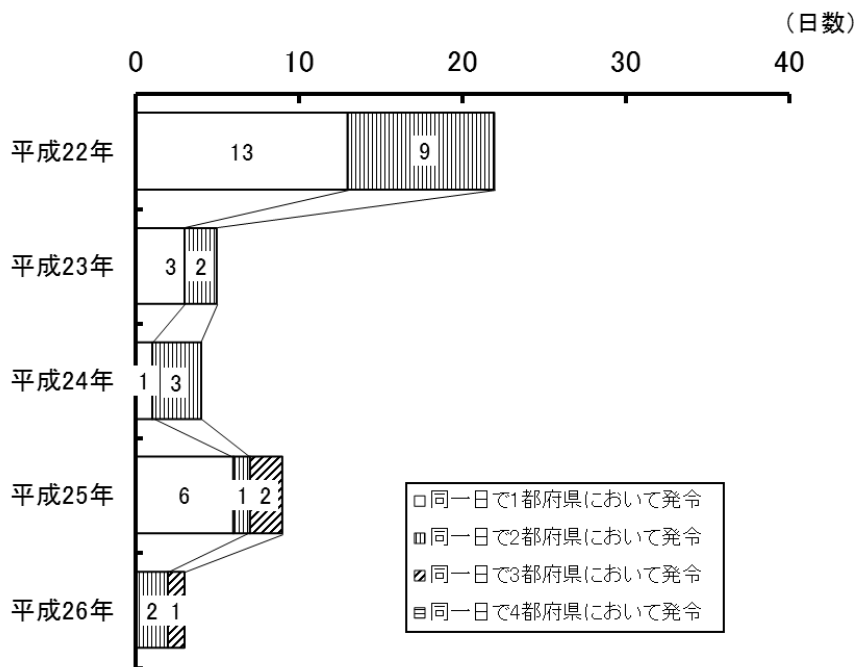 （日数）
0 10 20 30 40
平成22年 13 9
平成23年 3 2
平成24年 1 3
平成25年 6 1 2
平成26年 2 1
同一日で1都府県において発令
同一日で2都府県において発令
同一日で3都府県において発令
同一日で4都府県において発令